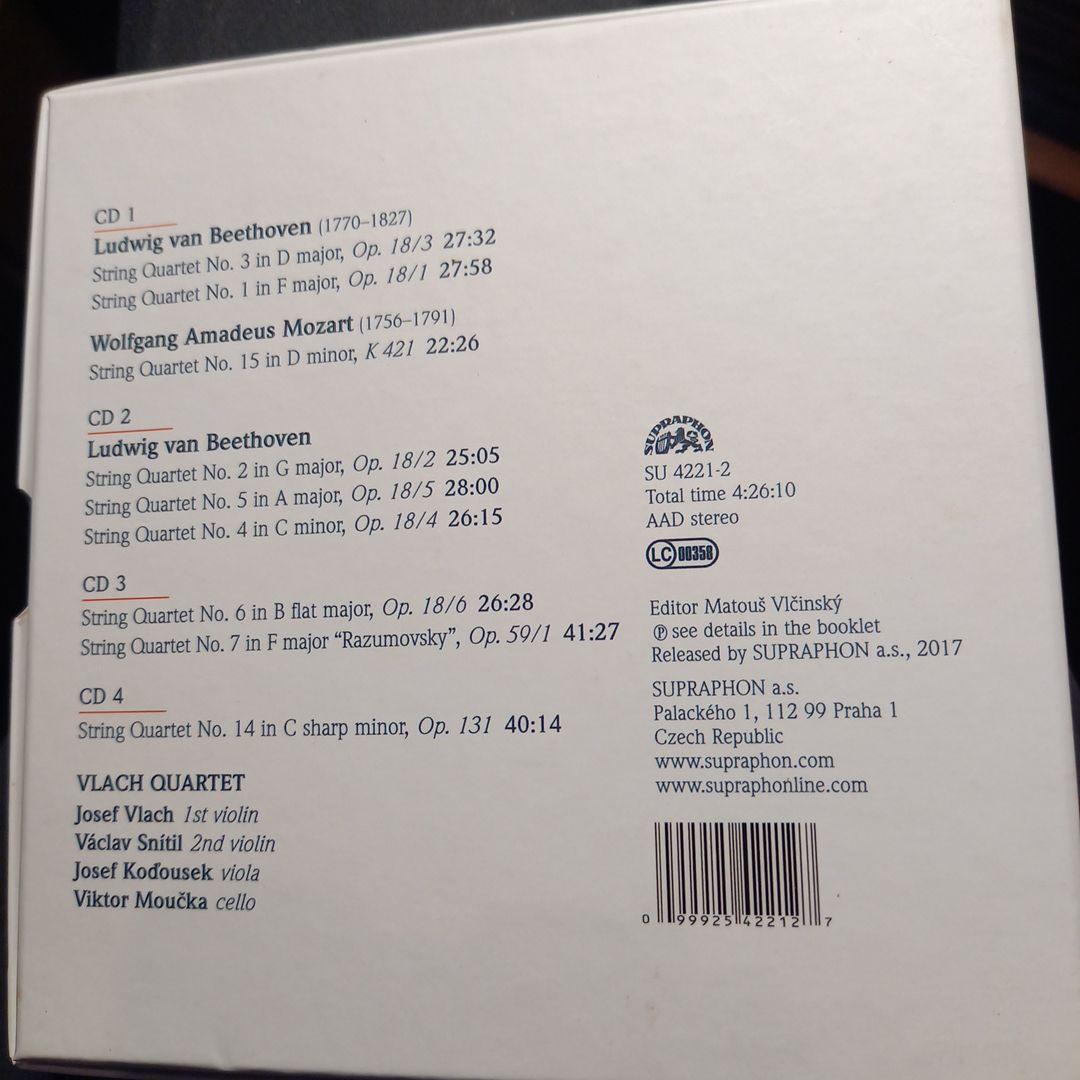 CD 1
Ludwig van Beethoven (1770–1827)
String Quartet No. 3 in D major, Op. 18/3 27:32
String Quartet No. 1 in F major, Op. 18/1 27:58
Wolfgang Amadeus Mozart (1756–1791)
String Quartet No. 15 in D minor, K 421 22:26
CD 2
Ludwig van Beethoven
String Quartet No. 2 in G major, Op. 18/2 25:05
String Quartet No. 5 in A major, Op. 18/5 28:00
String Quartet No. 4 in C minor, Op. 18/4 26:15
CD 3
String Quartet No. 6 in B flat major, Op. 18/6 26:28
String Quartet No. 7 in F major “Razumovsky”, Op. 59/1 41:27
CD 4
String Quartet No. 14 in C sharp minor, Op. 131 40:14
VLACH QUARTET
Josef Vlach 1st violin
Václav Snítil 2nd violin
Josef Koďousek viola
Viktor Moučka cello
SUPRAPHON
SU 4221-2
Total time 4:26:10
AAD stereo
LC 00358
Editor Matouš Vlčinský
℗ see details in the booklet
Released by SUPRAPHON a.s., 2017
SUPRAPHON a.s.
Palackého 1, 112 99 Praha 1
Czech Republic
www.supraphon.com
www.supraphonline.com
0 99925 42212 7